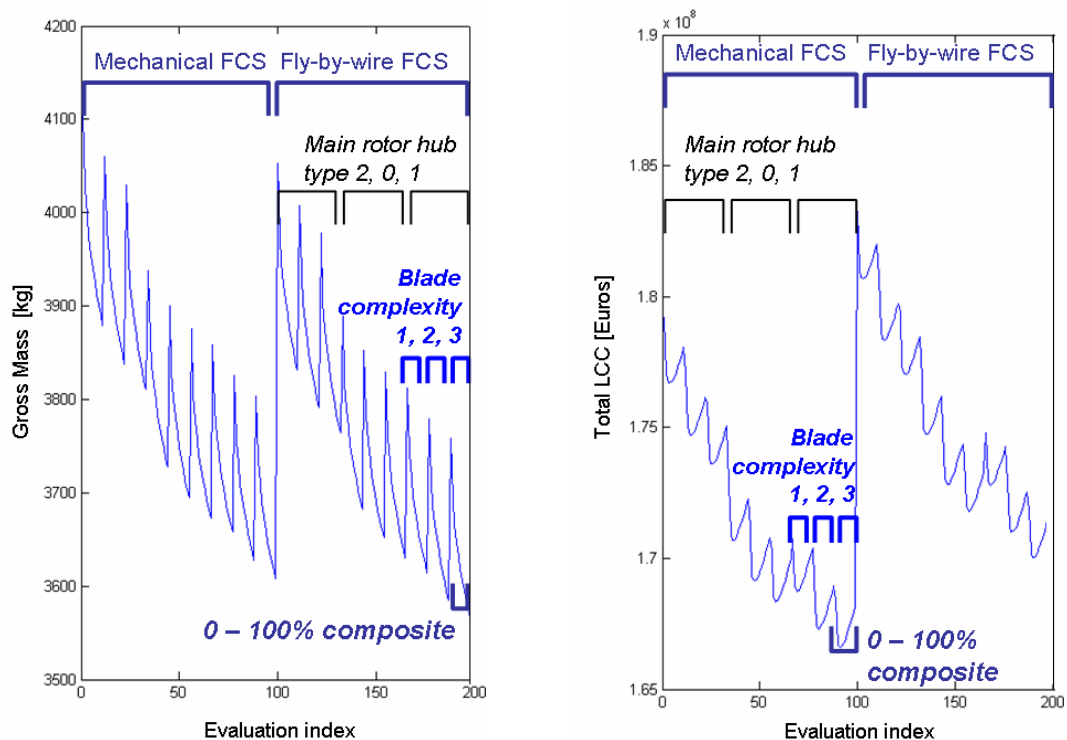 4200
Mechanical FCS
Fly-by-wire FCS
4100
Main rotor hub
type 2, 0, 1
4000
3900
Blade
complexity
1, 2, 3
3800
3700
3600
0 – 100% composite
3500
0
50
100
150
200
Gross Mass [kg]
Evaluation index
x 10⁸
1.9
Mechanical FCS
Fly-by-wire FCS
1.85
Main rotor hub
type 2, 0, 1
1.8
1.75
Blade
complexity
1, 2, 3
1.7
0 – 100%
composite
1.65
0
50
100
150
200
Total LCC [Euros]
Evaluation index